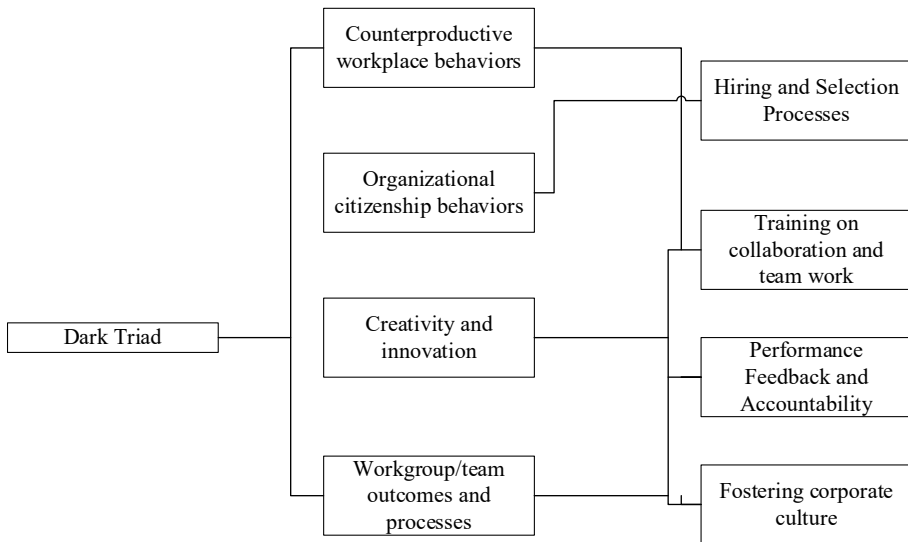 Counterproductive
workplace behaviors
Hiring and Selection
Processes
Organizational
citizenship behaviors
Training on
collaboration and
team work
Dark Triad
Creativity and
innovation
Performance
Feedback and
Accountability
Workgroup/team
outcomes and
processes
Fostering corporate
culture